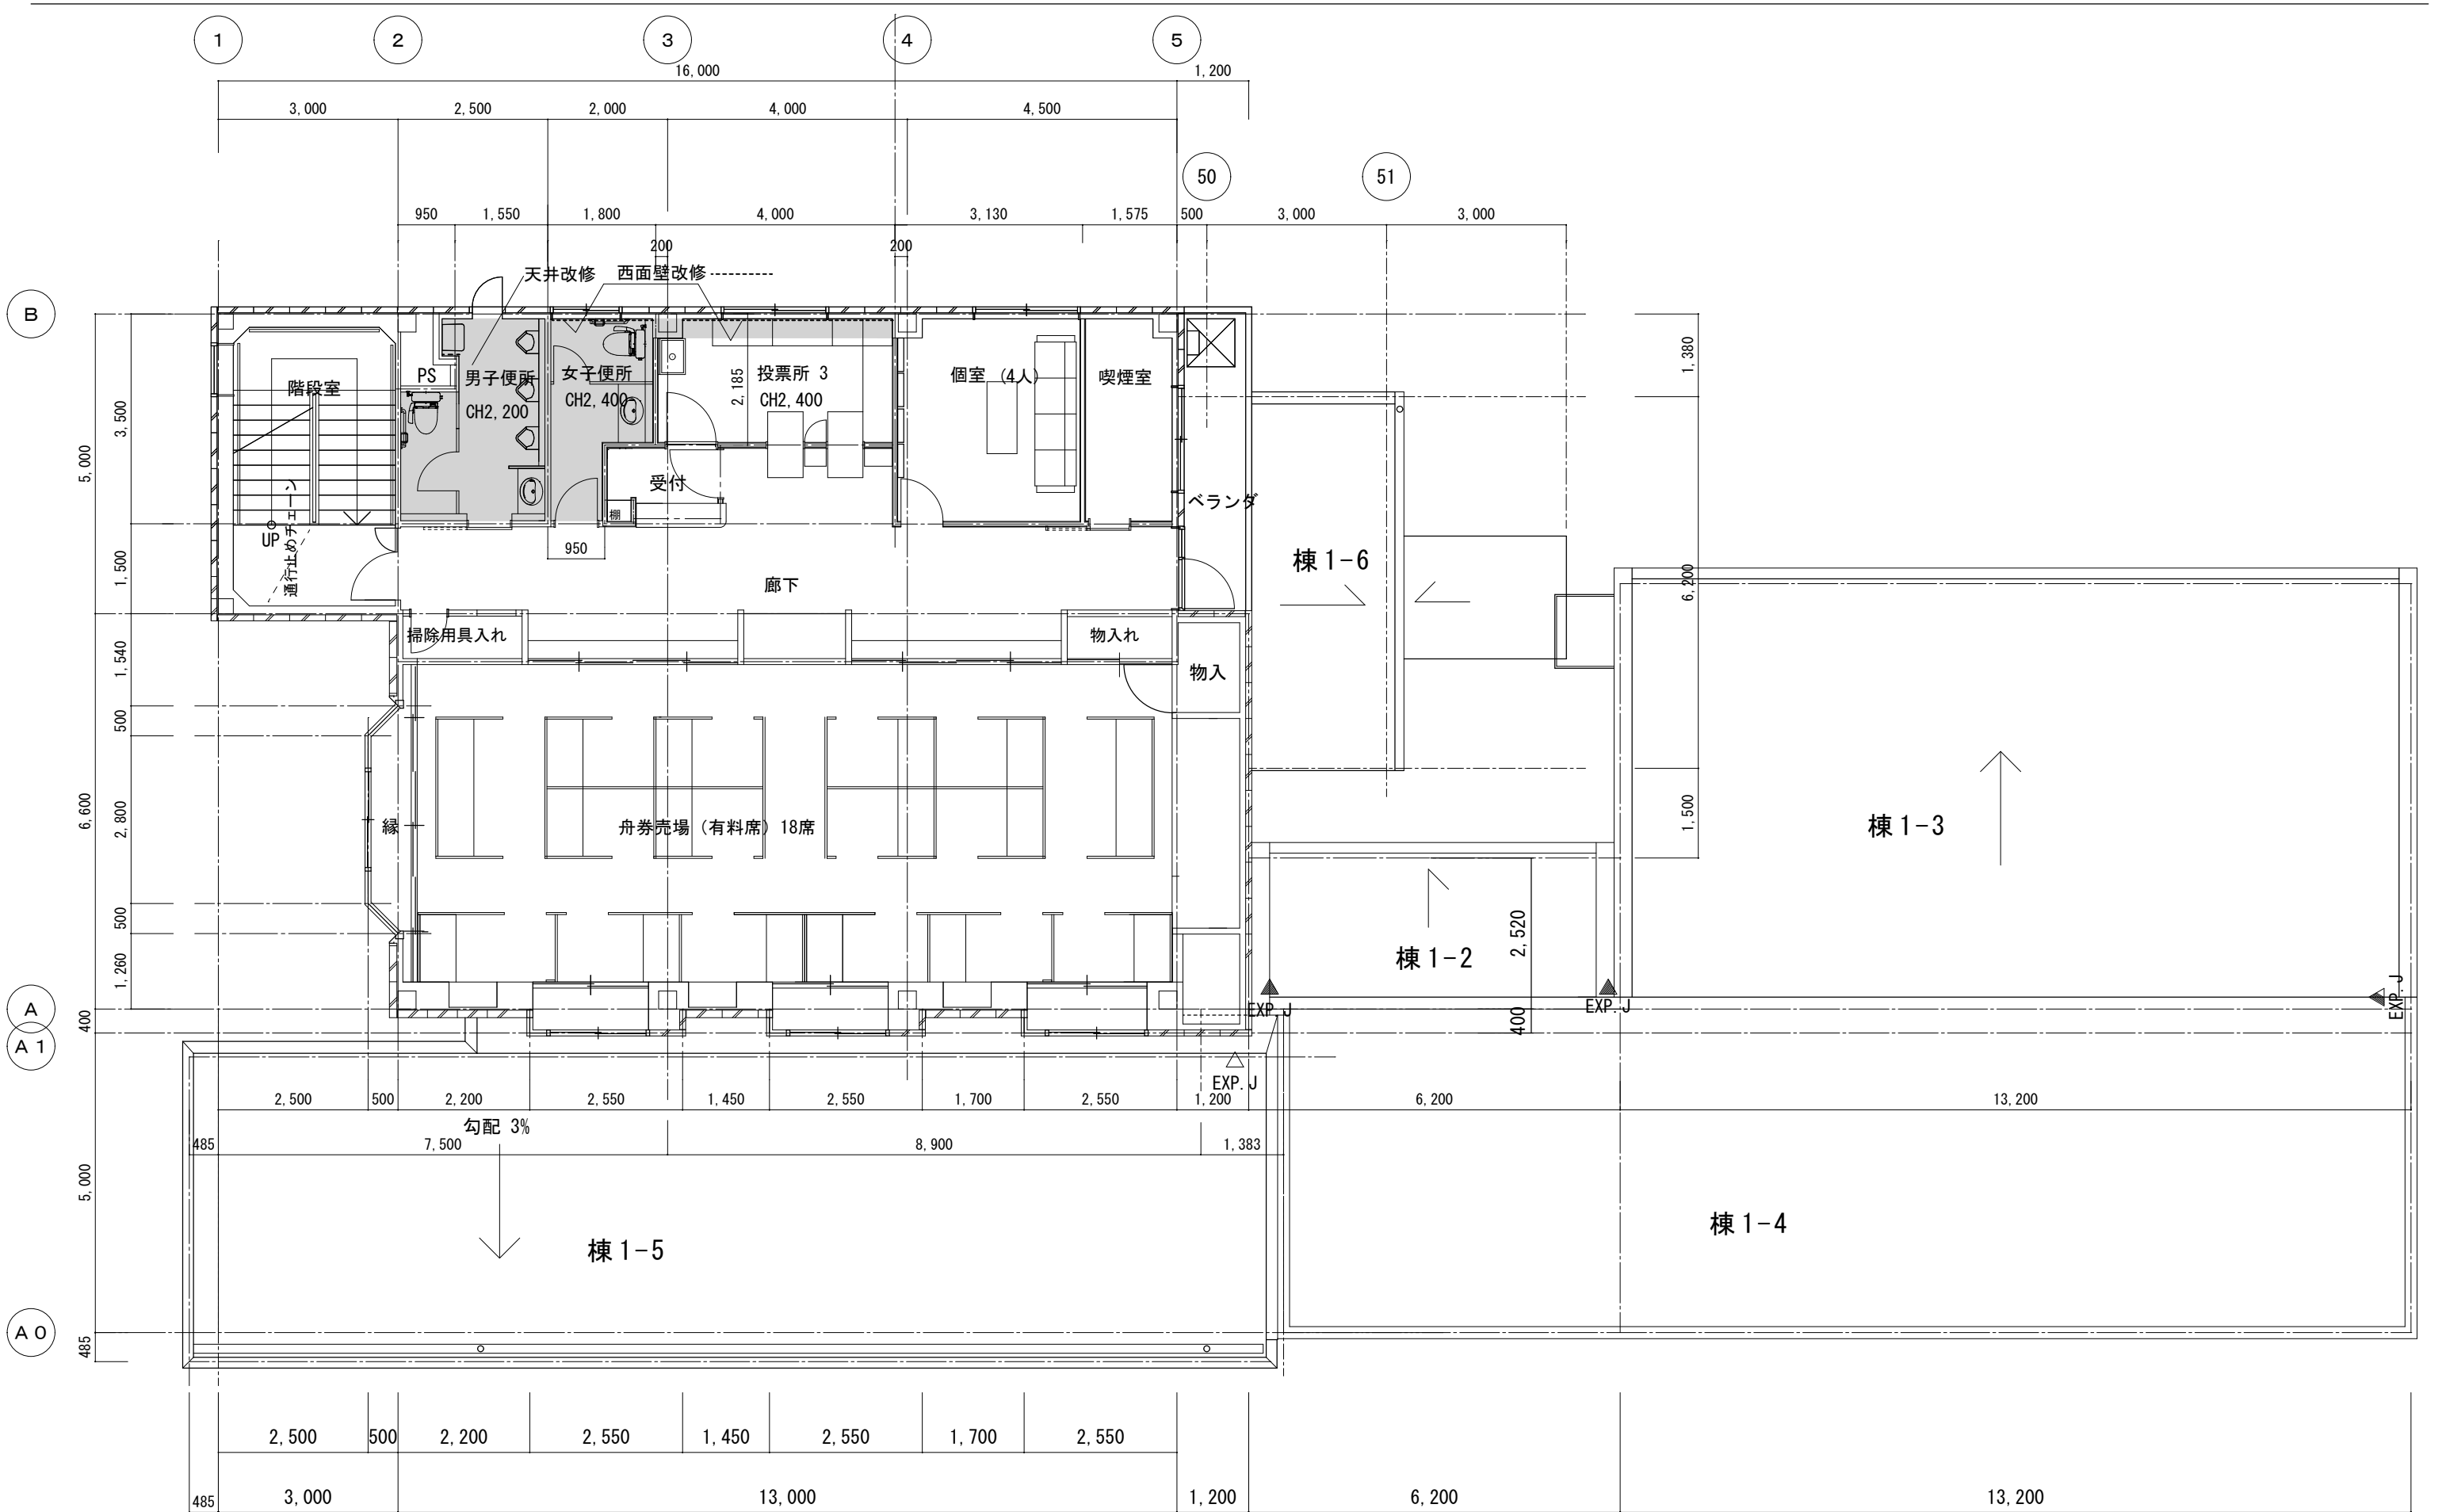 1 2 3 4 5
16,000 1,200
3,000 2,500 2,000 4,000 4,500
50 51
950 1,550 1,800 4,000 3,130 1,575 500 3,000 3,000
200 200
天井改修 西面壁改修
B
階段室
PS
男子便所
CH2,200
女子便所
CH2,400
投票所 3
CH2,400
2,185
個室 (4人)
喫煙室
1,380
3,500
5,000
受付
棚
ベランダ
UP
通行止めチェーン
950
1,500
廊下
棟1-6
6,200
掃除用具入れ
物入れ
物入
1,540
500
2,800
6,600
縁
舟券売場（有料席）18席
1,500
棟1-3
500
1,260
棟1-2
2,520
400
EXP.J
EXP.J
EXP.J
A
400
A1
EXP.J
2,500 500 2,200 2,550 1,450 2,550 1,700 2,550 1,200 6,200 13,200
勾配 3%
485 7,500 8,900 1,383
5,000
棟1-5
棟1-4
A0
485
2,500 500 2,200 2,550 1,450 2,550 1,700 2,550
485 3,000 13,000 1,200 6,200 13,200